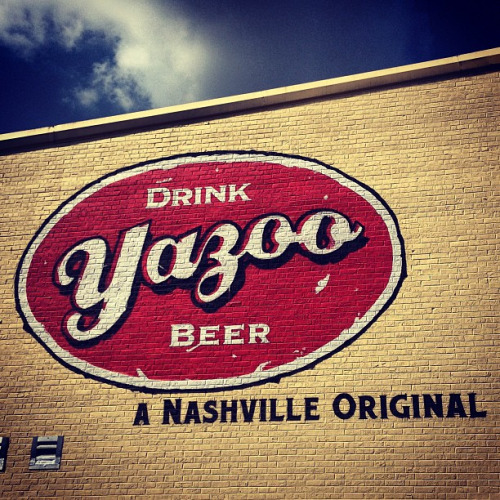 DRINK
Yazoo
BEER
A NASHVILLE ORIGINAL